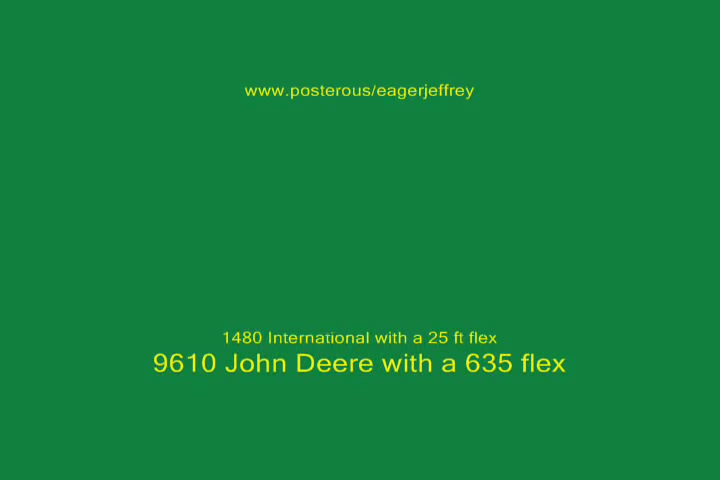 www.posterous/eagerjeffrey
1480 International with a 25 ft flex
9610 John Deere with a 635 flex